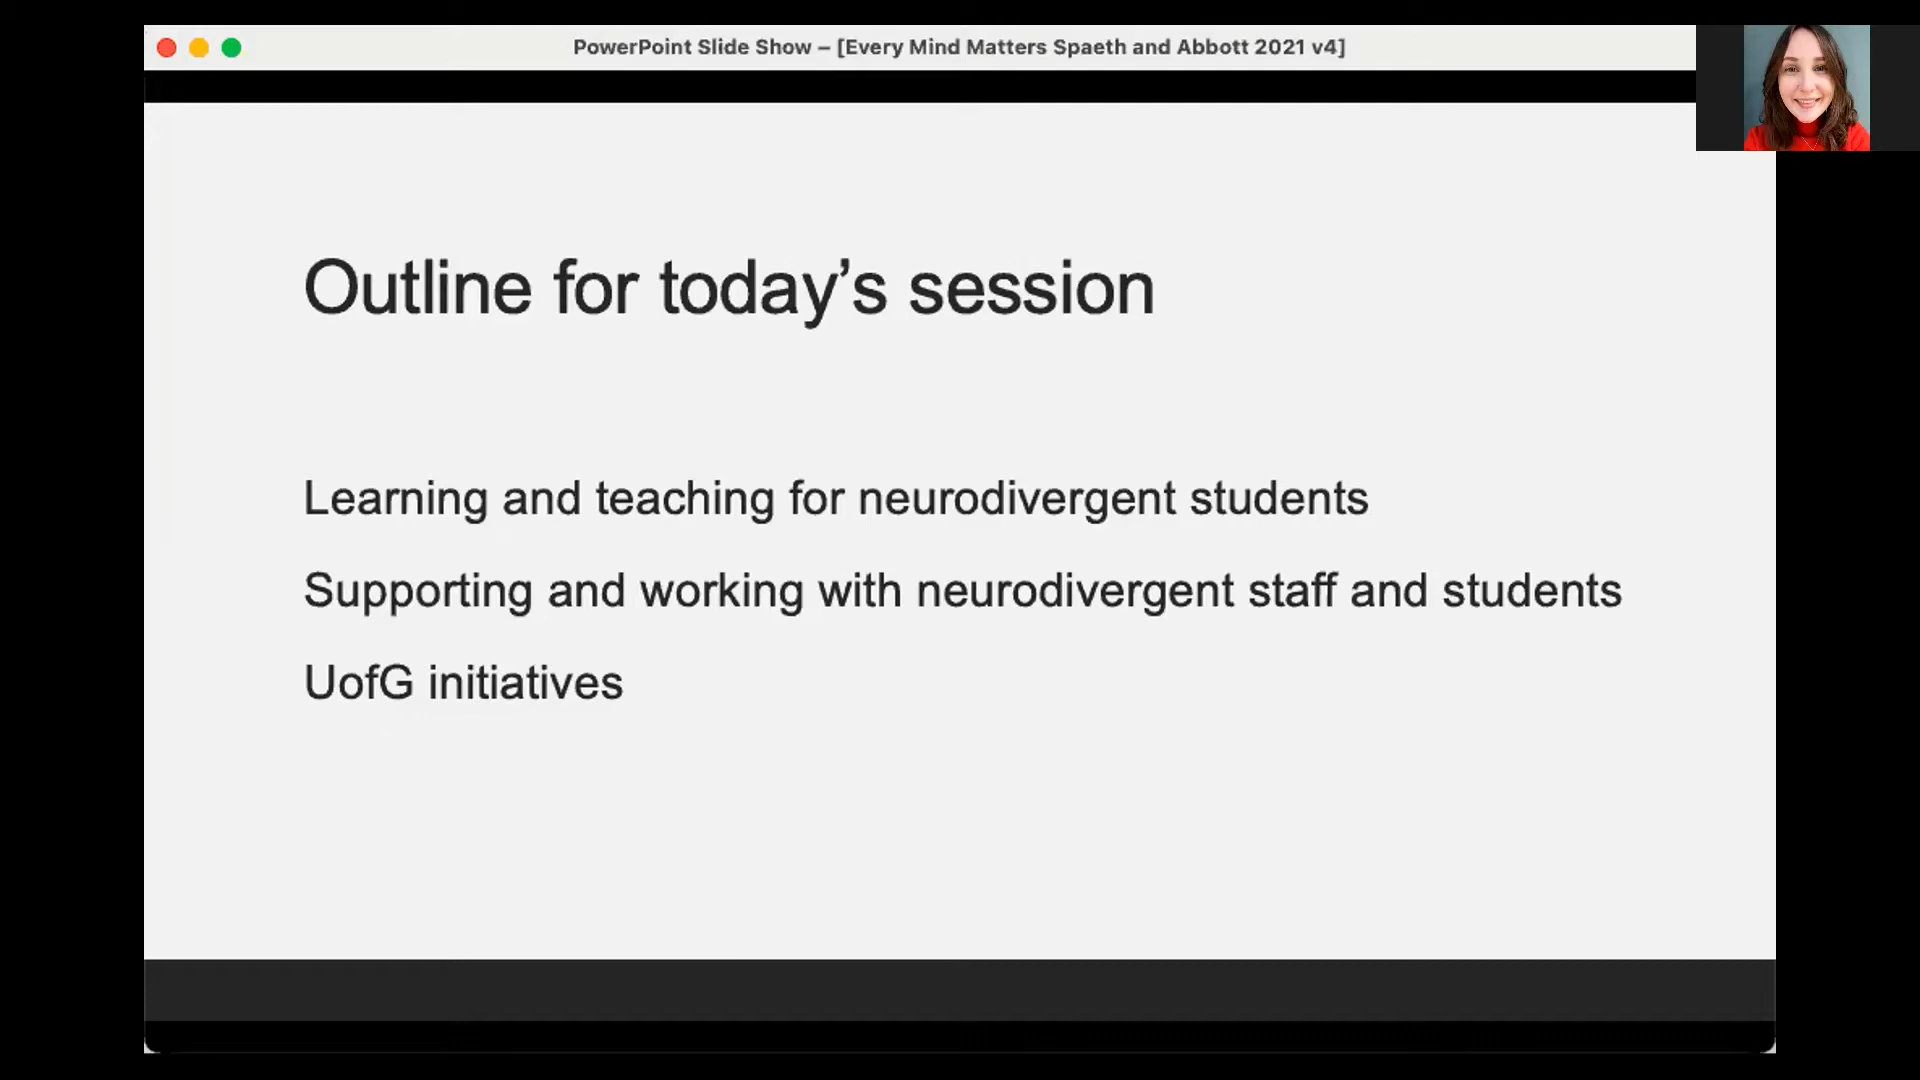 PowerPoint Slide Show – [Every Mind Matters Spaeth and Abbott 2021 v4]
Outline for today’s session
Learning and teaching for neurodivergent students
Supporting and working with neurodivergent staff and students
UofG initiatives